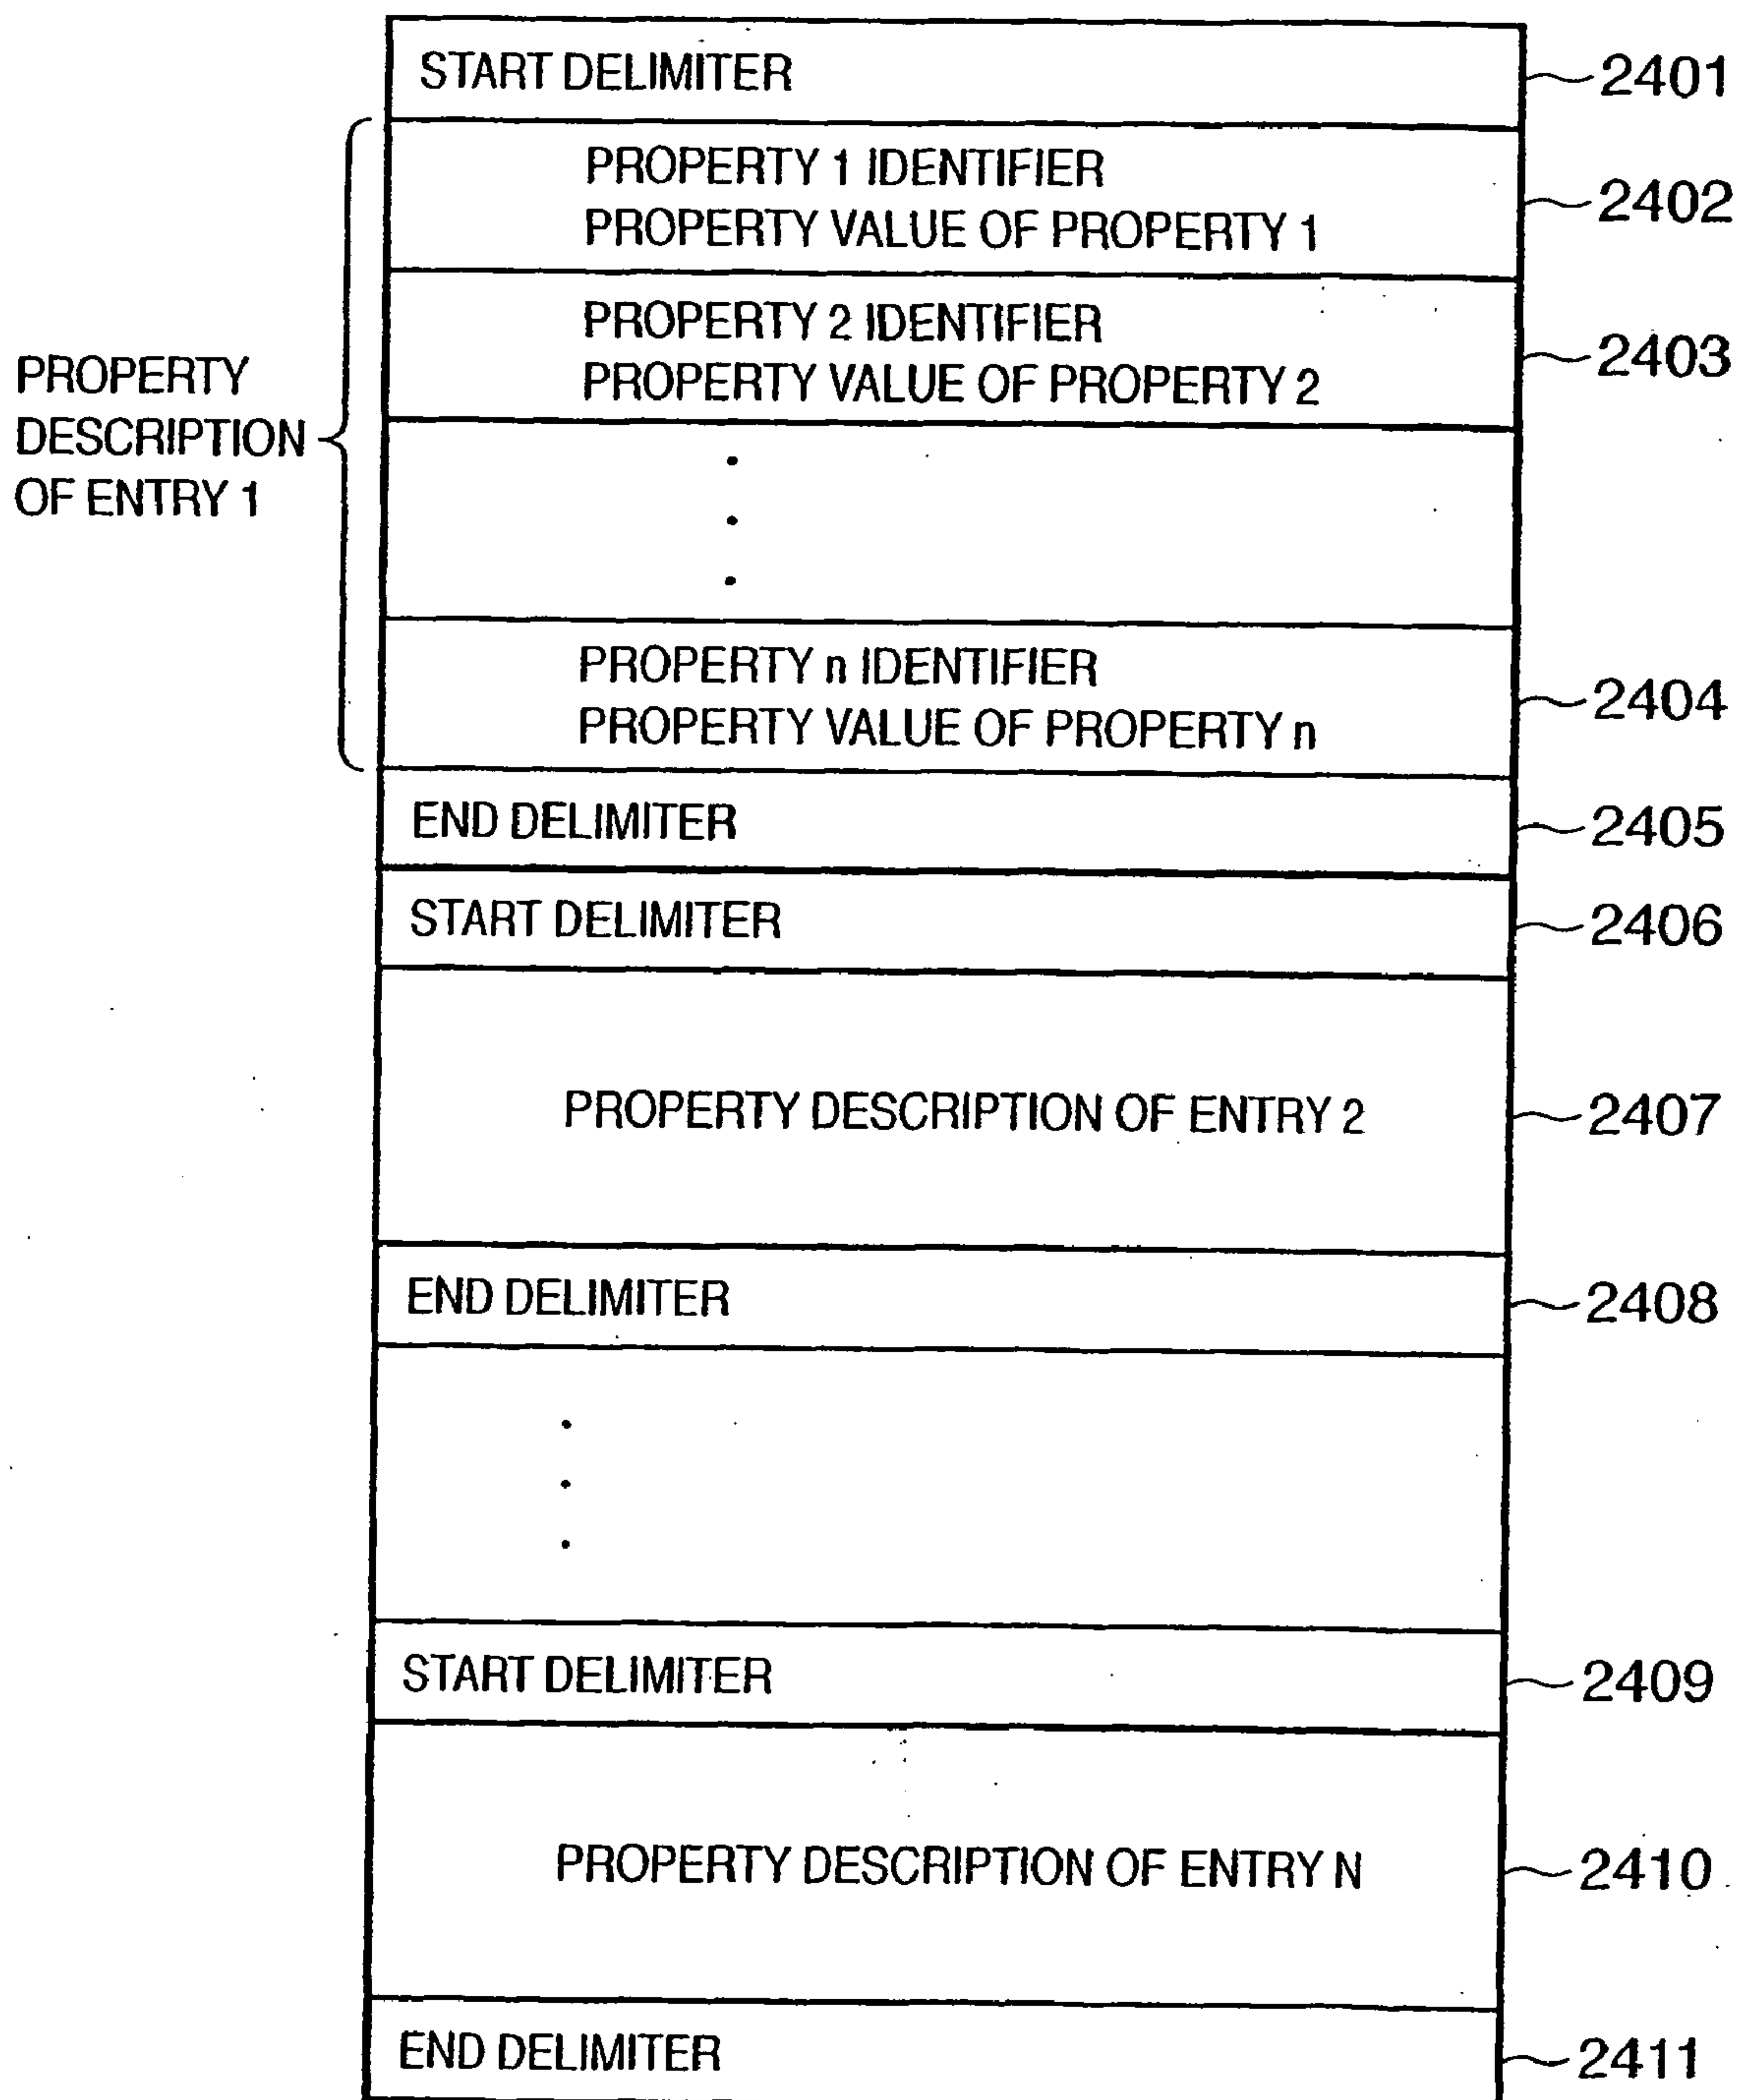 START DELIMITER
2401
PROPERTY 1 IDENTIFIER
PROPERTY VALUE OF PROPERTY 1
2402
PROPERTY 2 IDENTIFIER
PROPERTY VALUE OF PROPERTY 2
2403
PROPERTY
DESCRIPTION
OF ENTRY 1
PROPERTY n IDENTIFIER
PROPERTY VALUE OF PROPERTY n
2404
END DELIMITER
2405
START DELIMITER
2406
PROPERTY DESCRIPTION OF ENTRY 2
2407
END DELIMITER
2408
START DELIMITER
2409
PROPERTY DESCRIPTION OF ENTRY N
2410
END DELIMITER
2411